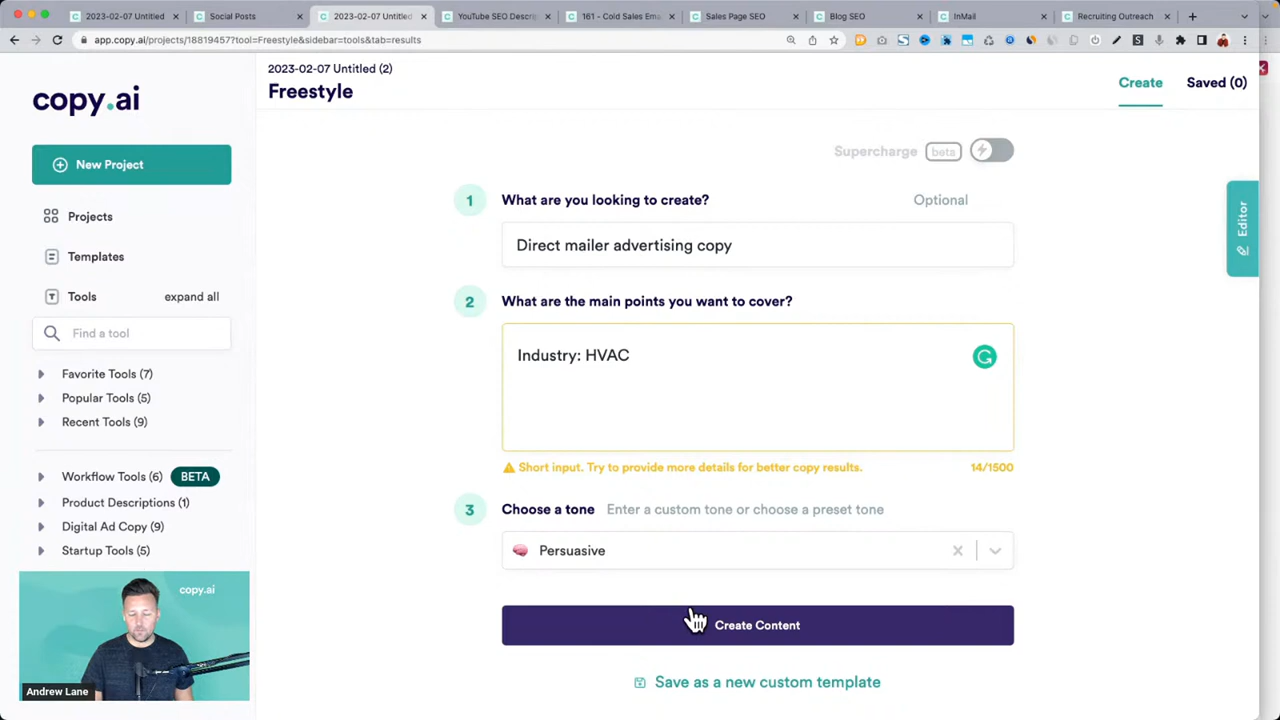 2023-02-07 Untitled
Social Posts
2023-02-07 Untitled
YouTube SEO Descri
161 - Cold Sales Ema
Sales Page SEO
Blog SEO
InMail
Recruiting Outreach
app.copy.ai/projects/18819457?tool=Freestyle&sidebar=tools&tab=results
copy.ai
2023-02-07 Untitled (2)
Freestyle
Create
Saved (0)
New Project
Supercharge beta
Projects
1 What are you looking to create? Optional
Direct mailer advertising copy
Editor
Templates
Tools expand all
2 What are the main points you want to cover?
Find a tool
Industry: HVAC
Favorite Tools (7)
Popular Tools (5)
Recent Tools (9)
Short input. Try to provide more details for better copy results. 14/1500
Workflow Tools (6) BETA
Product Descriptions (1)
3 Choose a tone Enter a custom tone or choose a preset tone
Digital Ad Copy (9)
Startup Tools (5)
Persuasive
copy.ai
Create Content
Save as a new custom template
Andrew Lane